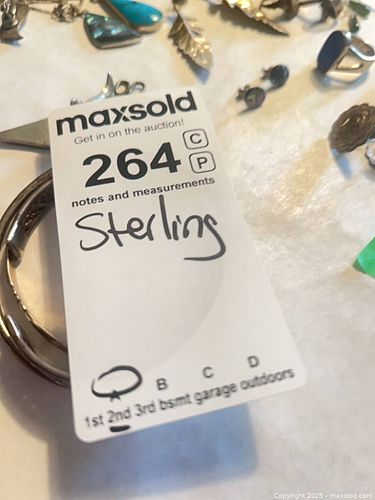 maxsold
Get in on the auction!
264 C
P
notes and measurements
Sterling
A B C D
1st 2nd 3rd bsmt garage outdoors
Copyright 2025 - maxsold.com